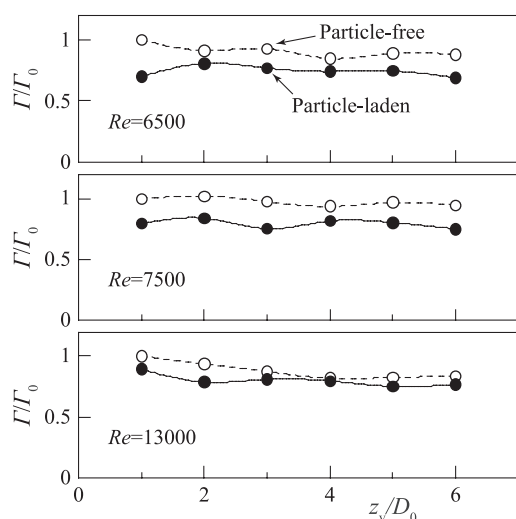 Particle-free
Particle-laden
Γ/Γ₀
1
0.5
0
Re=6500
Γ/Γ₀
1
0.5
0
Re=7500
Γ/Γ₀
1
0.5
0
Re=13000
0 2 4 6
z_v/D₀